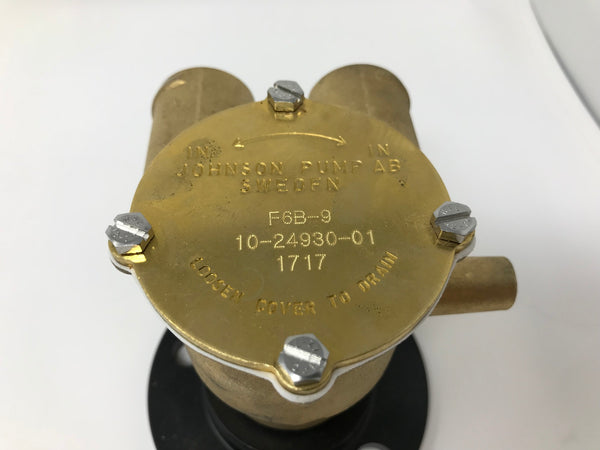 IN IN
JOHNSON PUMP AB
SWEDEN
F6B-9
10-24930-01
1717
LOOSEN COVER TO DRAIN